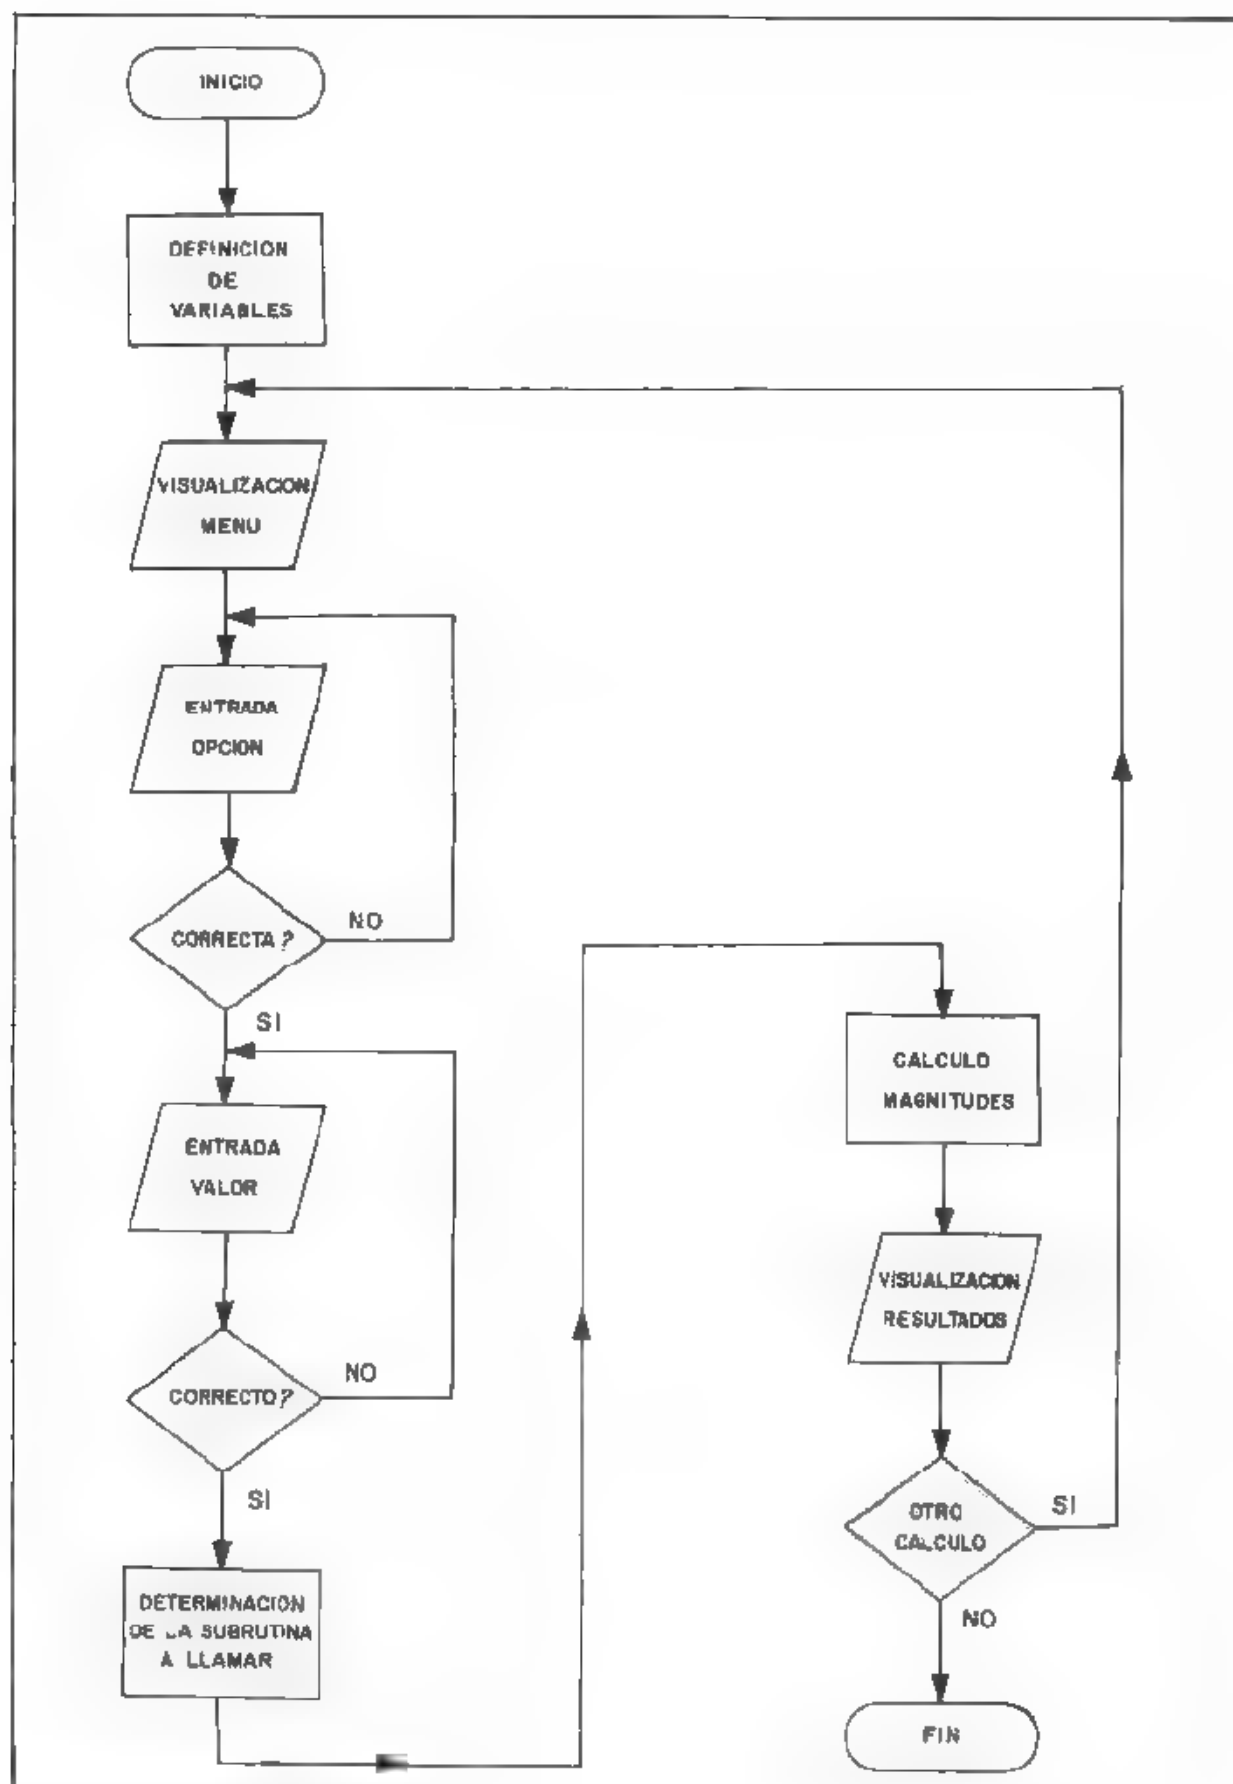 INICIO
DEFINICION
DE
VARIABLES
VISUALIZACION
MENU
ENTRADA
OPCION
CORRECTA?
NO
SI
ENTRADA
VALOR
CORRECTO?
NO
SI
DETERMINACION
DE LA SUBRUTINA
A LLAMAR
CALCULO
MAGNITUDES
VISUALIZACION
RESULTADOS
OTRO
CALCULO
SI
NO
FIN